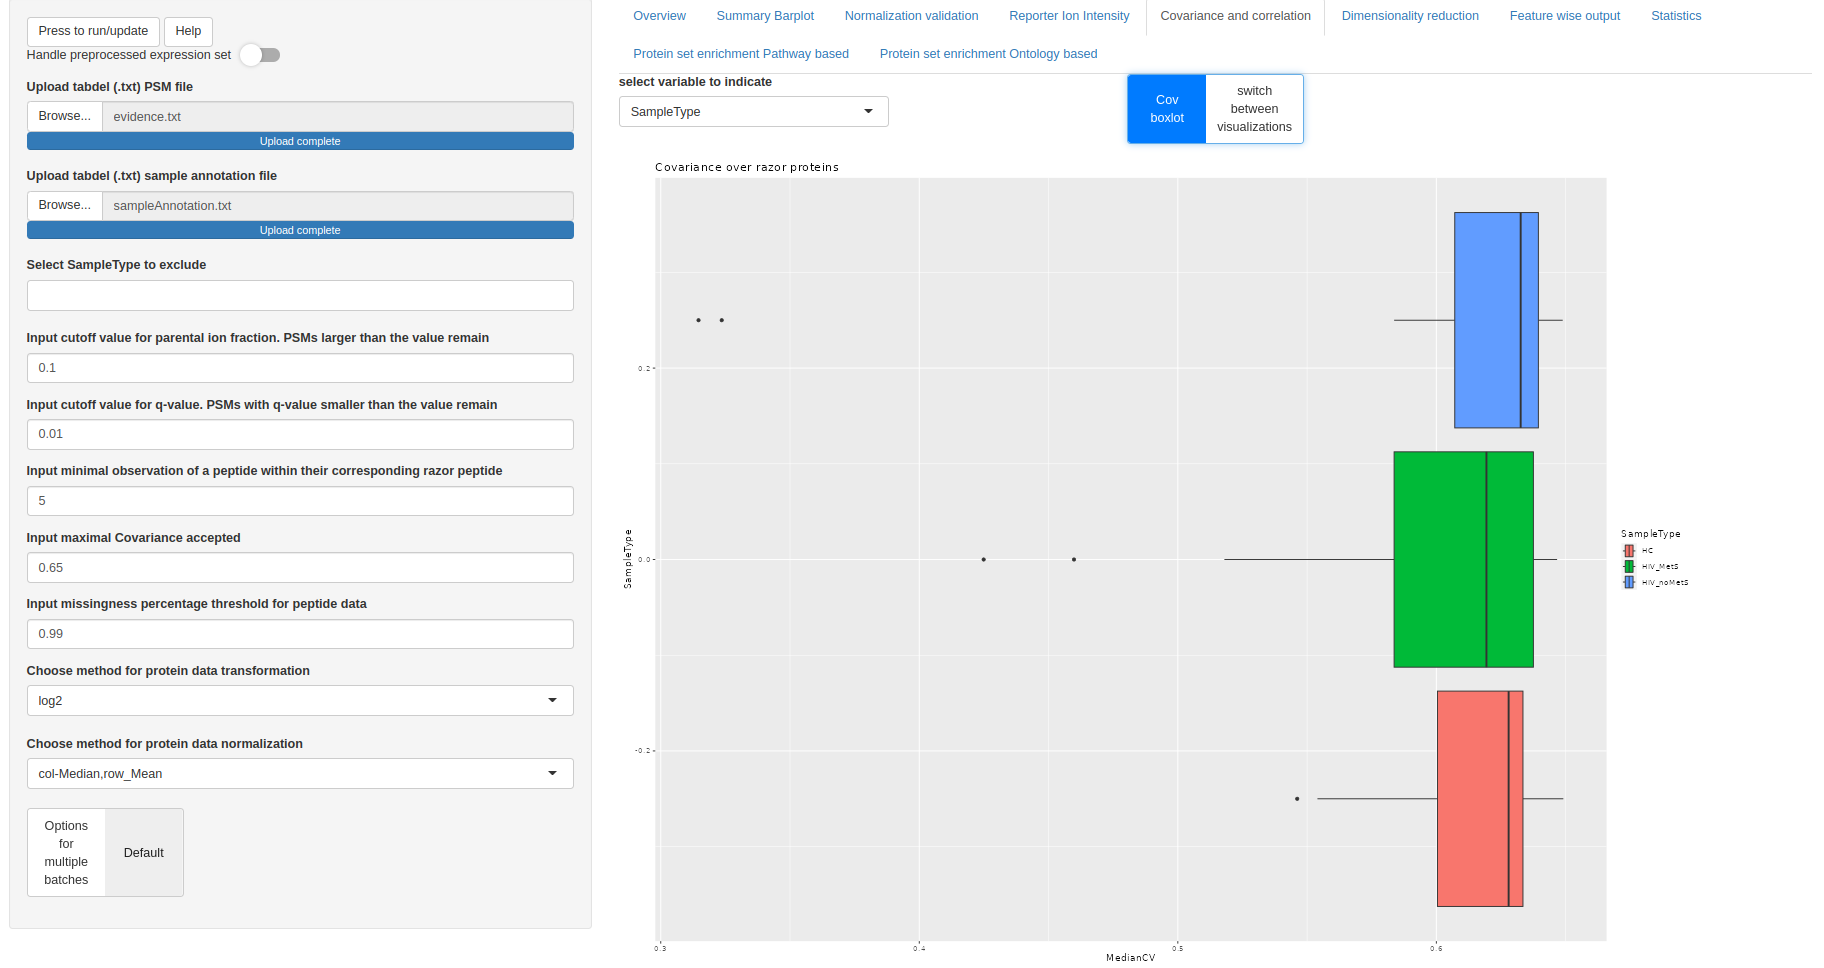 Press to run/update Help
Handle preprocessed expression set
Upload tabdel (.txt) PSM file
Browse... evidence.txt
Upload complete
Upload tabdel (.txt) sample annotation file
Browse... sampleAnnotation.txt
Upload complete
Select SampleType to exclude
Input cutoff value for parental ion fraction. PSMs larger than the value remain
0.1
Input cutoff value for q-value. PSMs with q-value smaller than the value remain
0.01
Input minimal observation of a peptide within their corresponding razor peptide
5
Input maximal Covariance accepted
0.65
Input missingness percentage threshold for peptide data
0.99
Choose method for protein data transformation
log2
Choose method for protein data normalization
col-Median,row_Mean
Options
for
multiple
batches
Default
Overview Summary Barplot Normalization validation Reporter Ion Intensity Covariance and correlation Dimensionality reduction Feature wise output Statistics
Protein set enrichment Pathway based Protein set enrichment Ontology based
select variable to indicate
SampleType
Cov
boxlot
switch
between
visualizations
Covariance over razor proteins
SampleType
0.2
0.0
-0.2
0.3 0.4 0.5 0.6
MedianCV
SampleType
HC
HIV_MetS
HIV_noMetS